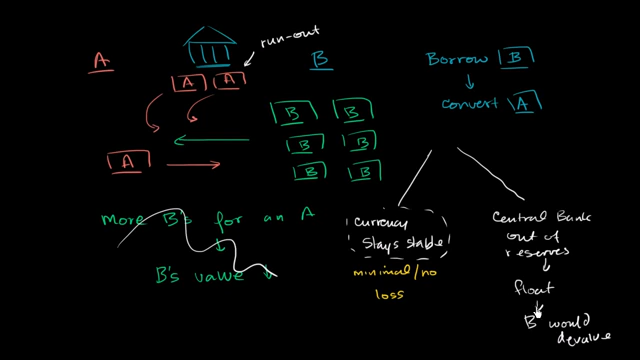 A
run-out
B
A A
Borrow B
convert A
B B
B B
B B
A
More B's for an A
B's value
currency
stays stable
minimal/no
loss
Central Bank
out of
reserves
float
B would
devalue